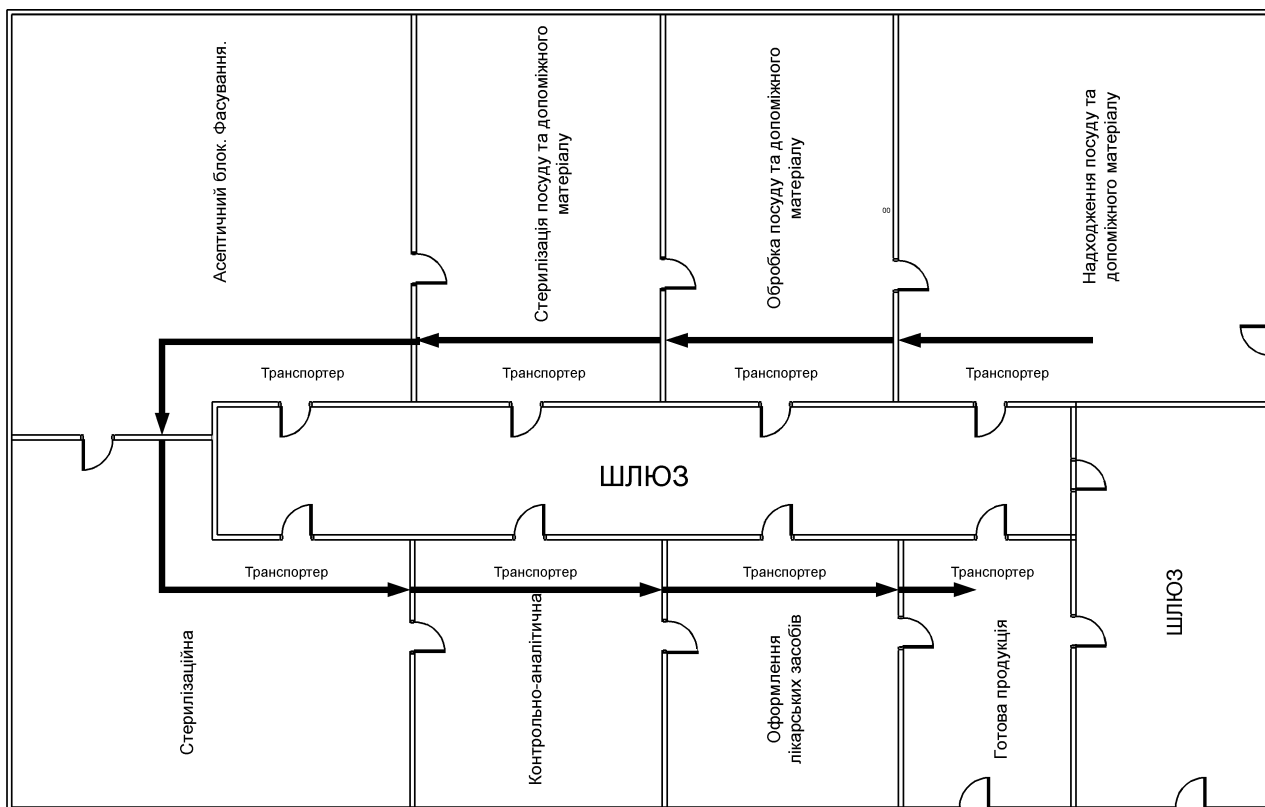 Асептичний блок. Фасування.
Стерилізація посуду та допоміжного
матеріалу
Обробка посуду та допоміжного
матеріалу
00
Надходження посуду та
допоміжного матеріалу
Транспортер
Транспортер
Транспортер
Транспортер
ШЛЮЗ
Транспортер
Транспортер
Транспортер
Транспортер
Стерилізаційна
Контрольно-аналітична
Оформлення
лікарських засобів
Готова продукція
ШЛЮЗ